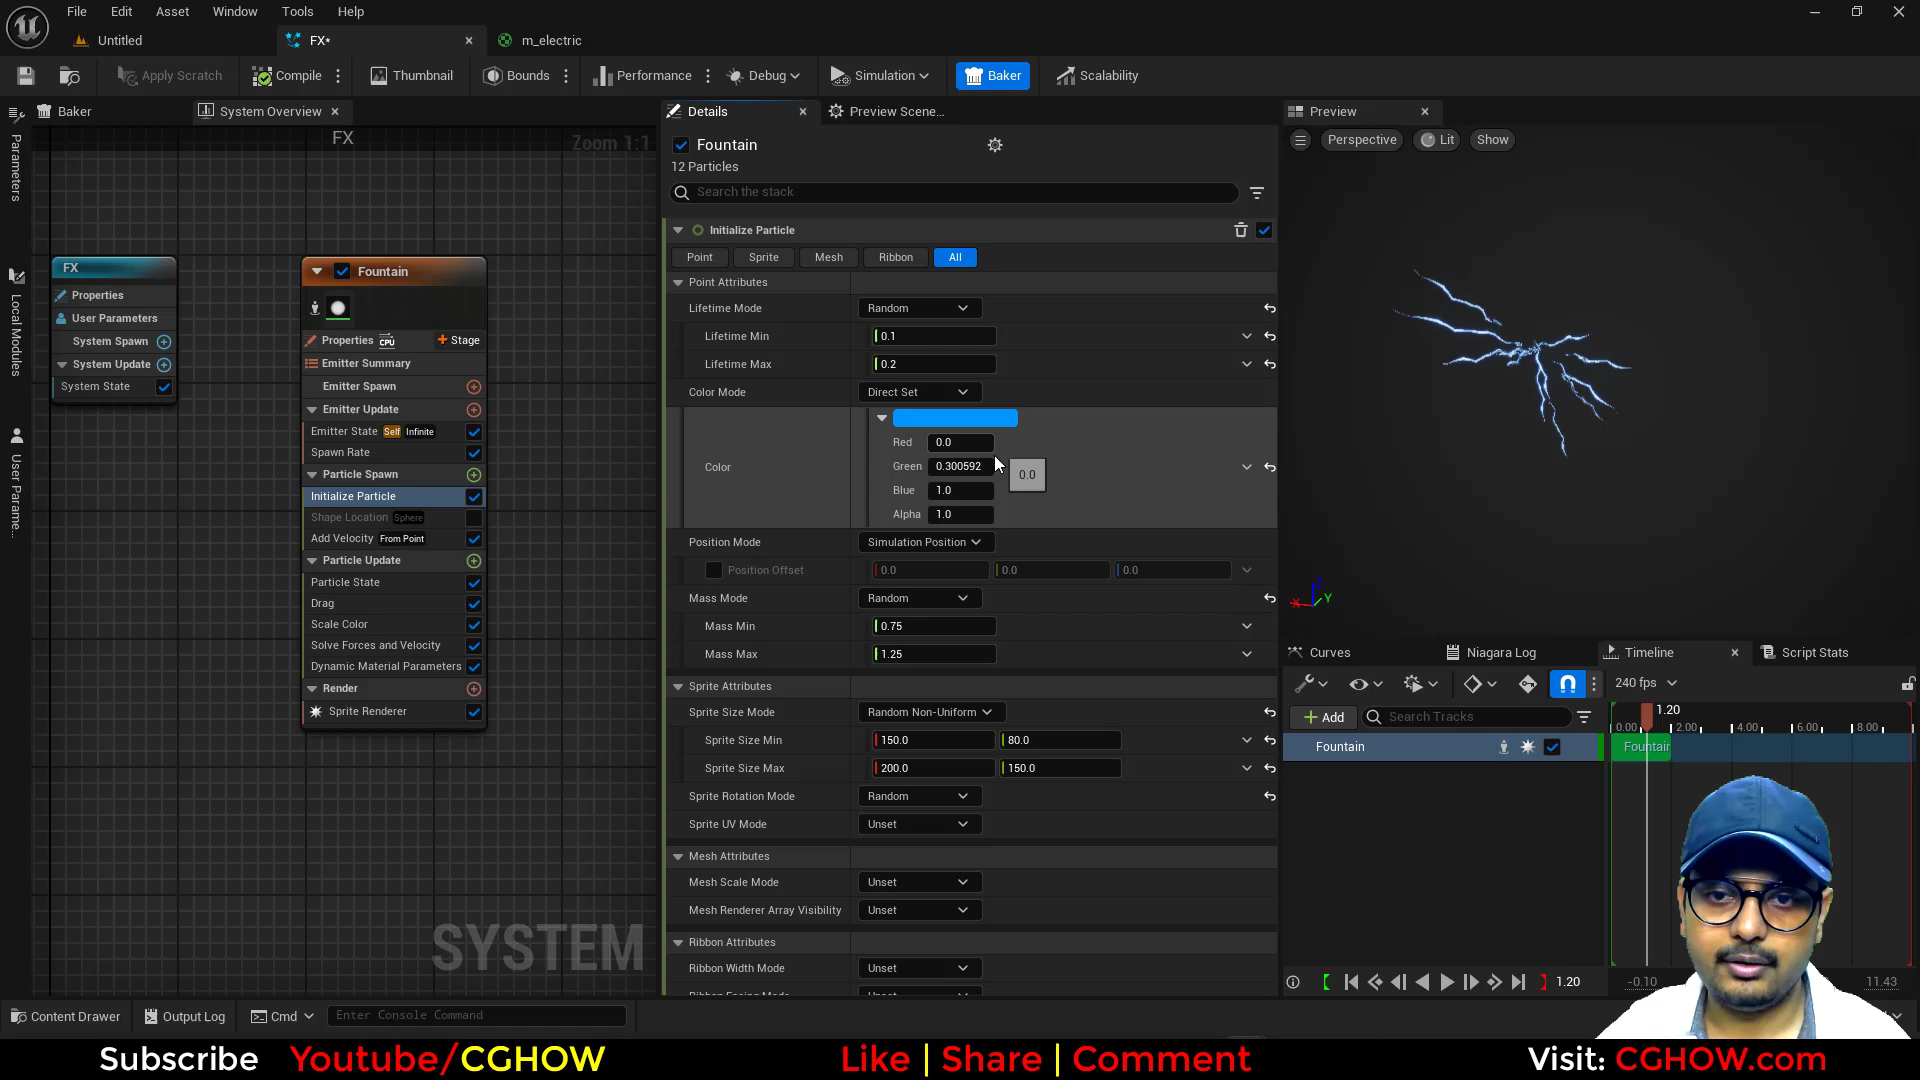 File Edit Asset Window Tools Help
Untitled FX* m_electric
Apply Scratch Compile Thumbnail Bounds Performance Debug Simulation Baker Scalability
Baker System Overview Details Preview Scene... Preview
FX Zoom 1:1
Parameters
Local Modules
User Parame...
FX
Properties
User Parameters
System Spawn
System Update
System State
Fountain
Properties CPU Stage
Emitter Summary
Emitter Spawn
Emitter Update
Emitter State Self Infinite
Spawn Rate
Particle Spawn
Initialize Particle
Shape Location Sphere
Add Velocity From Point
Particle Update
Particle State
Drag
Scale Color
Solve Forces and Velocity
Dynamic Material Parameters
Render
Sprite Renderer
SYSTEM
Fountain
12 Particles
Search the stack
Initialize Particle
Point Sprite Mesh Ribbon All
Point Attributes
Lifetime Mode Random
Lifetime Min 0.1
Lifetime Max 0.2
Color Mode Direct Set
Color
Red 0.0
Green 0.300592
0.0
Blue 1.0
Alpha 1.0
Position Mode Simulation Position
Position Offset 0.0 0.0 0.0
Mass Mode Random
Mass Min 0.75
Mass Max 1.25
Sprite Attributes
Sprite Size Mode Random Non-Uniform
Sprite Size Min 150.0 80.0
Sprite Size Max 200.0 150.0
Sprite Rotation Mode Random
Sprite UV Mode Unset
Mesh Attributes
Mesh Scale Mode Unset
Mesh Renderer Array Visibility Unset
Ribbon Attributes
Ribbon Width Mode Unset
Perspective Lit Show
Z
X Y
Curves Niagara Log Timeline Script Stats
240 fps
Add Search Tracks
1.20
0.00 2.00 4.00 6.00 8.00
Fountain Fountain
1.20 -0.10 11.43
Content Drawer Output Log Cmd Enter Console Command
Subscribe Youtube/CGHOW Like | Share | Comment Visit: CGHOW.com